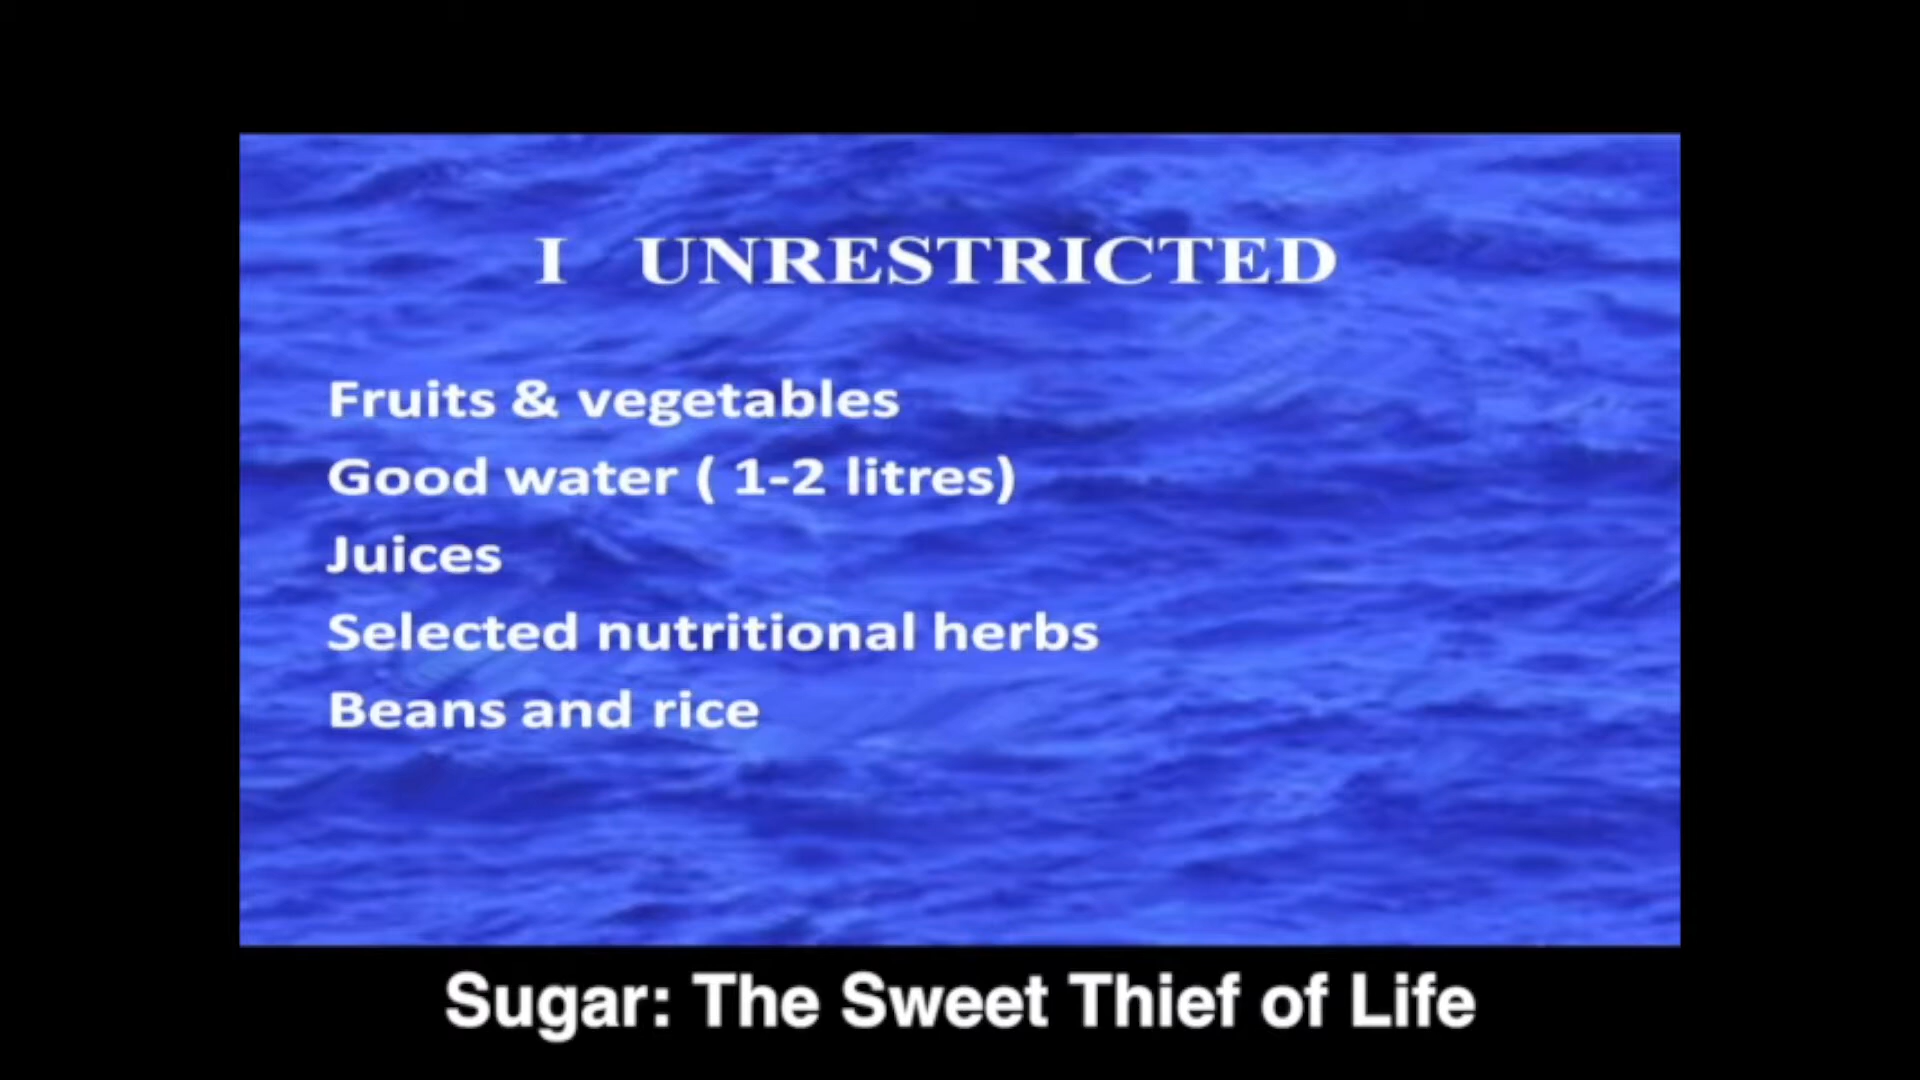 I UNRESTRICTED
Fruits & vegetables
Good water ( 1-2 litres)
Juices
Selected nutritional herbs
Beans and rice
Sugar: The Sweet Thief of Life